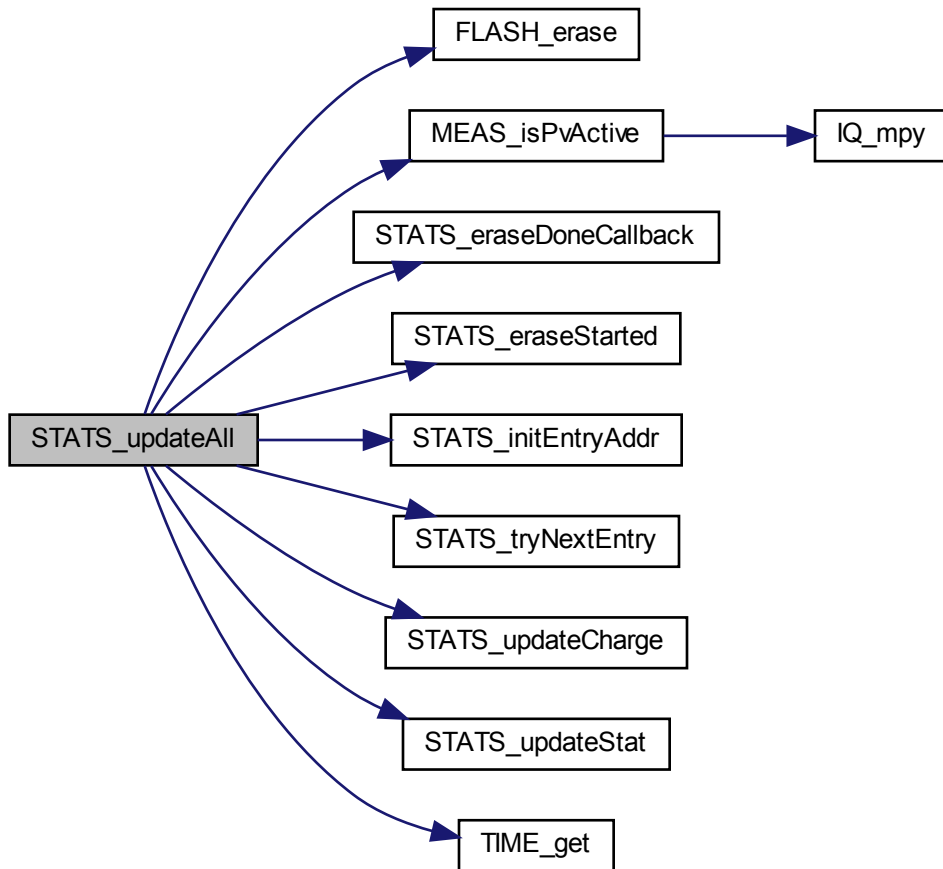 FLASH_erase
MEAS_isPvActive
IQ_mpy
STATS_eraseDoneCallback
STATS_eraseStarted
STATS_updateAll
STATS_initEntryAddr
STATS_tryNextEntry
STATS_updateCharge
STATS_updateStat
TIME_get